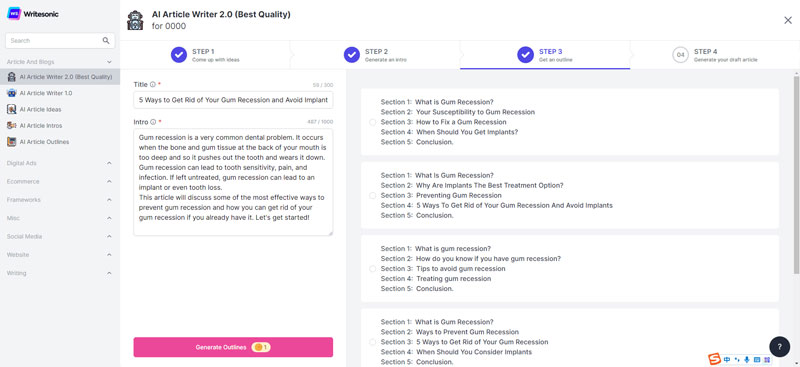 Writesonic
Search
Article And Blogs
AI Article Writer 2.0 (Best Quality)
AI Article Writer 1.0
AI Article Ideas
AI Article Intros
AI Article Outlines
Digital Ads
Ecommerce
Frameworks
Misc
Social Media
Website
Writing
AI Article Writer 2.0 (Best Quality)
for 0000
STEP 1
Come up with ideas
STEP 2
Generate an intro
STEP 3
Get an outline
04
STEP 4
Generate your draft article
Title *
5 Ways to Get Rid of Your Gum Recession and Avoid Implant
Intro *
487 / 1000
Gum recession is a very common dental problem. It occurs
when the bone and gum tissue at the back of your mouth is
too deep and so it pushes out the tooth and wears it down.
Gum recession can lead to tooth sensitivity, pain, and
infection. If left untreated, gum recession can lead to an
implant or even tooth loss.
This article will discuss some of the most effective ways to
prevent gum recession and how you can get rid of your
gum recession if you already have it. Let's get started!
Generate Outlines 1
Section 1: What is Gum Recession?
Section 2: Your Susceptibility to Gum Recession
Section 3: How to Fix a Gum Recession
Section 4: When Should You Get Implants?
Section 5: Conclusion.
Section 1: What is Gum Recession?
Section 2: Why Are Implants The Best Treatment Option?
Section 3: Preventing Gum Recession
Section 4: 5 Ways To Get Rid of Your Gum Recession And Avoid Implants
Section 5: Conclusion.
Section 1: What is gum recession?
Section 2: How do you know if you have gum recession?
Section 3: Tips to avoid gum recession
Section 4: Treating gum recession
Section 5: Conclusion.
Section 1: What is Gum Recession?
Section 2: Ways to Prevent Gum Recession
Section 3: 5 Ways to Get Rid of Your Gum Recession
Section 4: When Should You Consider Implants
Section 5: Conclusion.
?
中